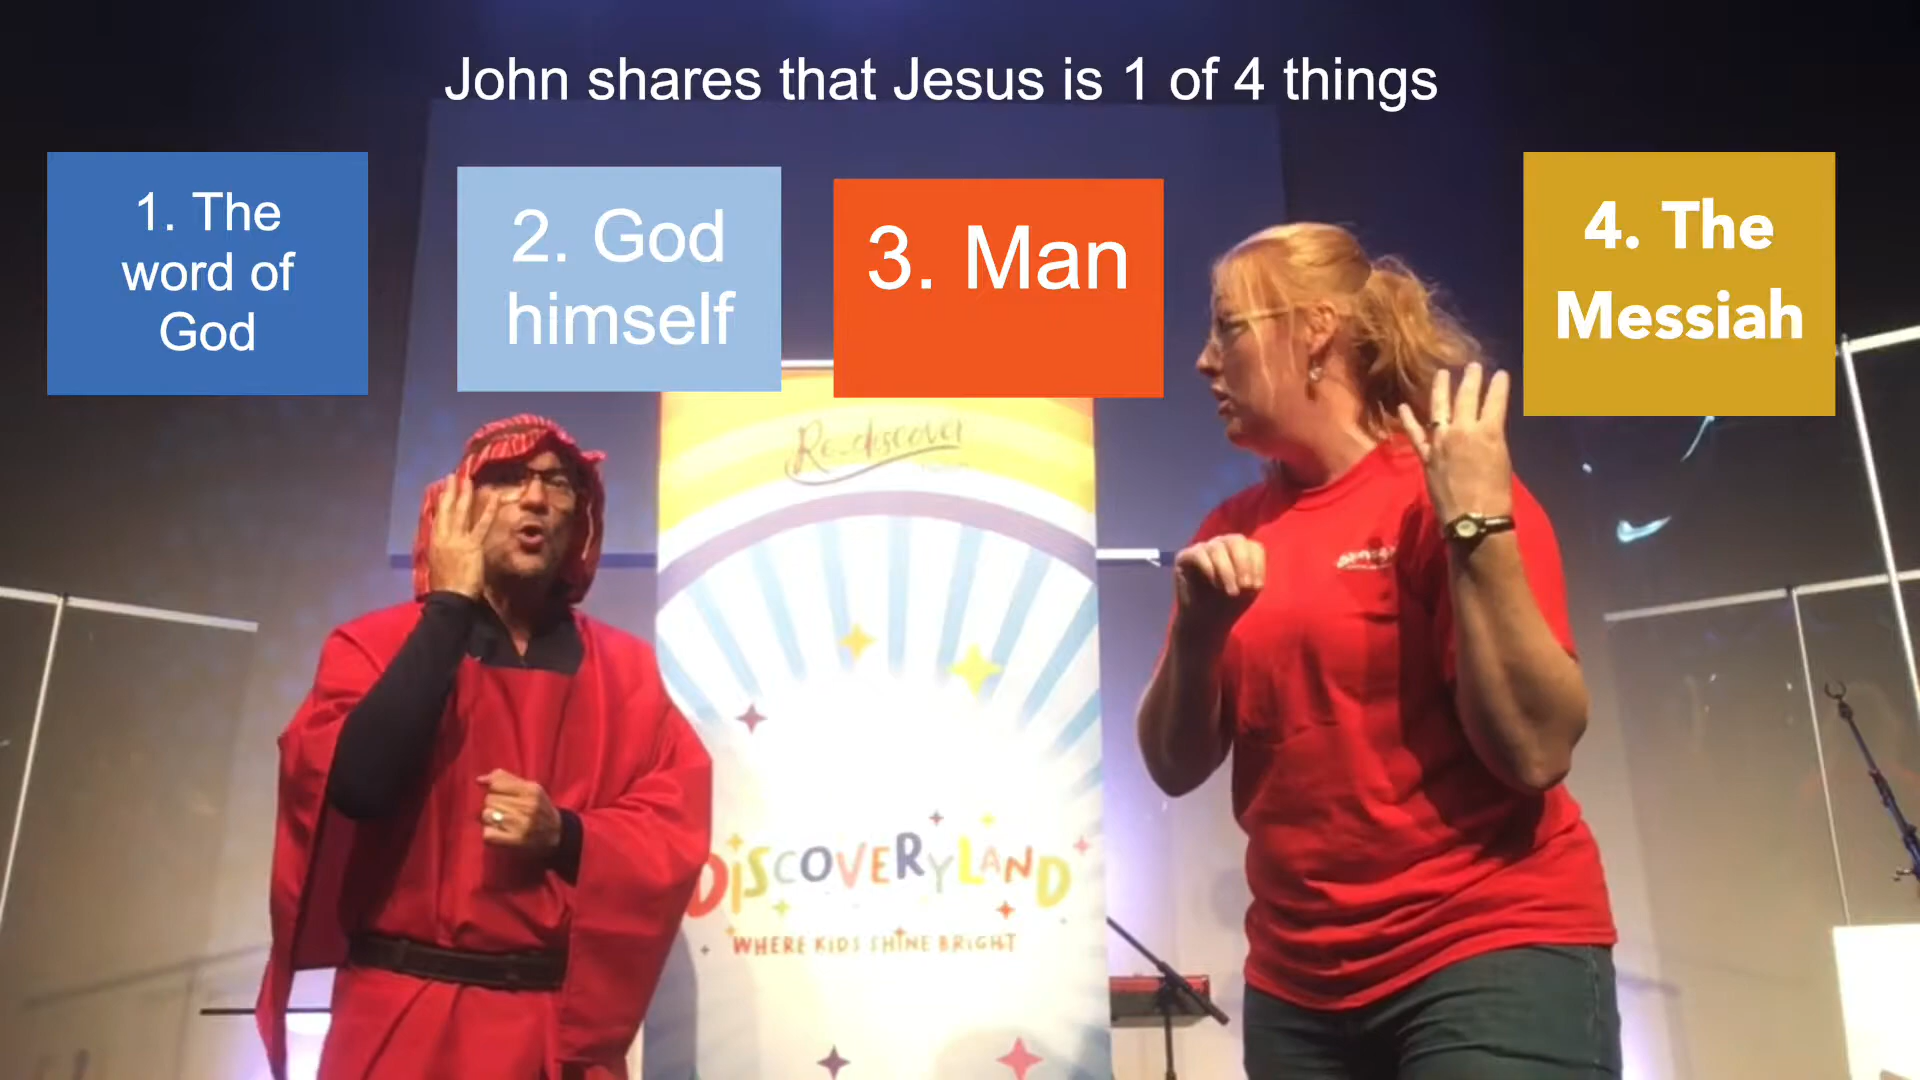 John shares that Jesus is 1 of 4 things
1. The
word of
God
2. God
himself
3. Man
4. The
Messiah
Re-discover
DiSCOVERyLAND
WHERE KIDS SHINE BRIGHT